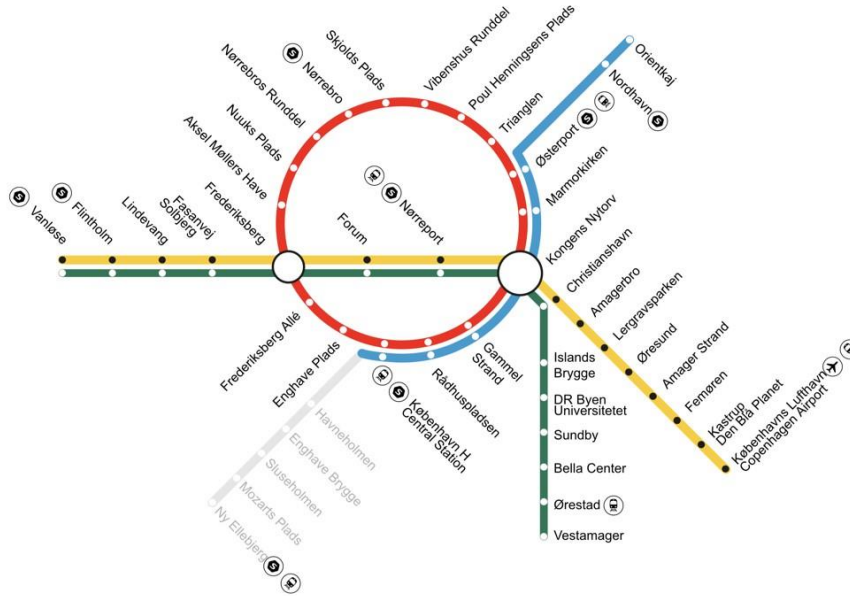 Vanløse
Flintholm
Lindevang
Fasanvej
Solbjerg
Frederiksberg
Aksel Møllers Have
Nuuks Plads
Nørrebros Runddel
Nørrebro
Skjolds Plads
Vibenshus Runddel
Poul Henningsens Plads
Trianglen
Østerport
Nordhavn
Orientkaj
Marmorkirken
Kongens Nytorv
Forum
Nørreport
Christianshavn
Amagerbro
Lergravsparken
Øresund
Amager Strand
Femøren
Kastrup
Den Blå Planet
Københavns Lufthavn
Copenhagen Airport
Islands
Brygge
DR Byen
Universitetet
Sundby
Bella Center
Ørestad
Vestamager
Frederiksberg Allé
Enghave Plads
København H
Central Station
Rådhuspladsen
Gammel
Strand
Havneholmen
Enghave Brygge
Sluseholmen
Mozarts Plads
Ny Ellebjerg